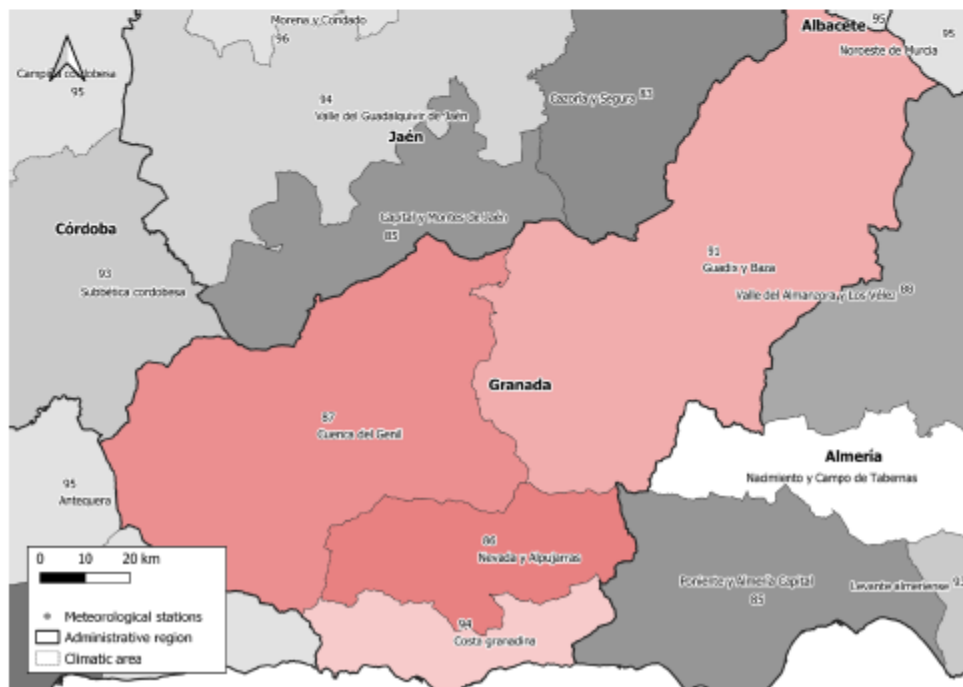 Morena y Condado
96
Albacete
95
95
Noroeste de Murcia
Campiña cordobesa
95
94
Valle del Guadalquivir de Jaén
Cazorla y Segura
Jaén
Capital y Montes de Jaén
85
Córdoba
93
Subbética cordobesa
91
Guadix y Baza
Valle del Almanzora y Los Vélez
88
Granada
87
Cuenca del Genil
Almería
Nacimiento y Campo de Tabernas
95
Antequera
86
Nevada y Alpujarras
Poniente y Almería Capital
85
Levante almeriense
94
Costa granadina
0 10 20 km
Meteorological stations
Administrative region
Climatic area